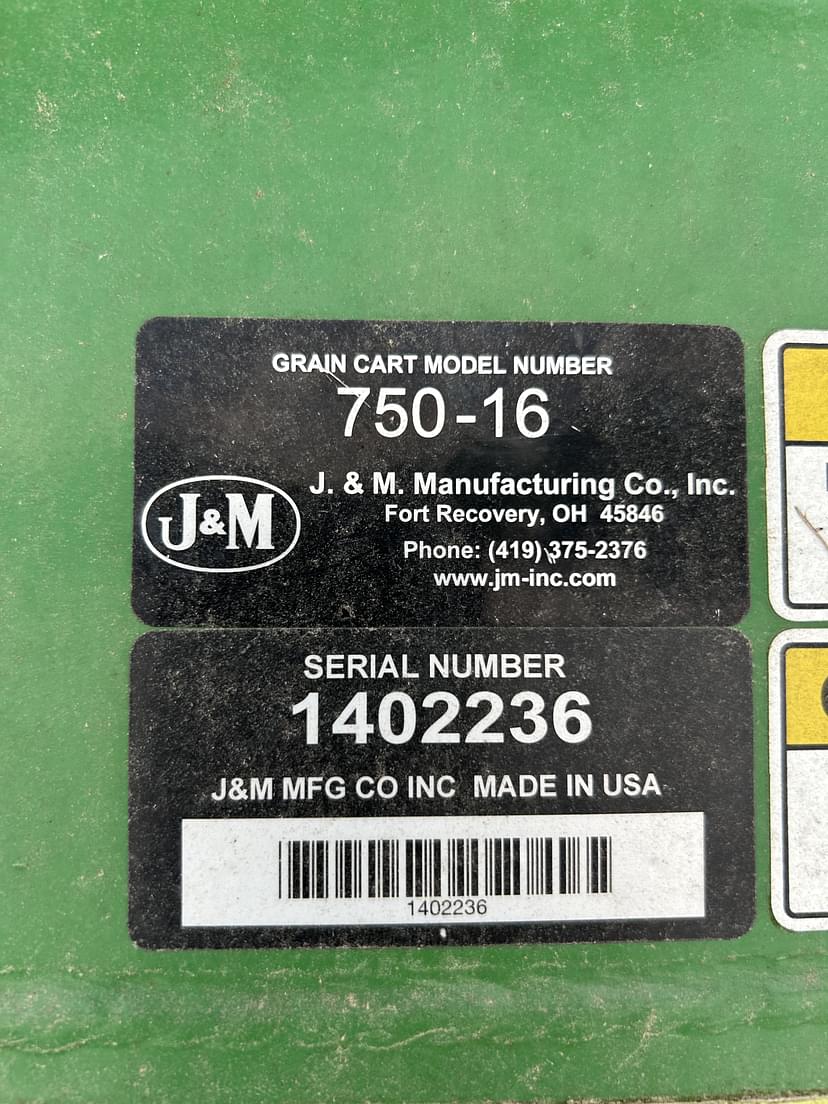 GRAIN CART MODEL NUMBER
750-16
J&M
J. & M. Manufacturing Co., Inc.
Fort Recovery, OH 45846
Phone: (419) 375-2376
www.jm-inc.com
SERIAL NUMBER
1402236
J&M MFG CO INC MADE IN USA
1402236